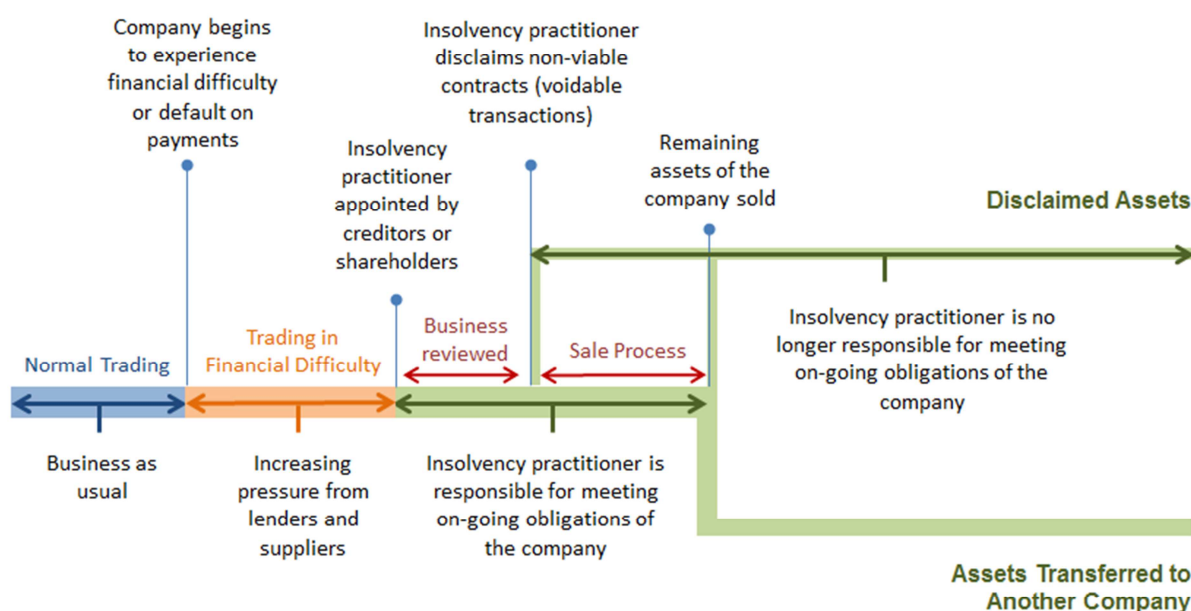 Company begins
to experience
financial difficulty
or default on
payments
Insolvency
practitioner
appointed by
creditors or
shareholders
Insolvency practitioner
disclaims non-viable
contracts (voidable
transactions)
Remaining
assets of the
company sold
Disclaimed Assets
Normal Trading
Trading in
Financial Difficulty
Business
reviewed
Sale Process
Insolvency practitioner is no
longer responsible for meeting
on-going obligations of the
company
Business as
usual
Increasing
pressure from
lenders and
suppliers
Insolvency practitioner is
responsible for meeting
on-going obligations of
the company
Assets Transferred to
Another Company